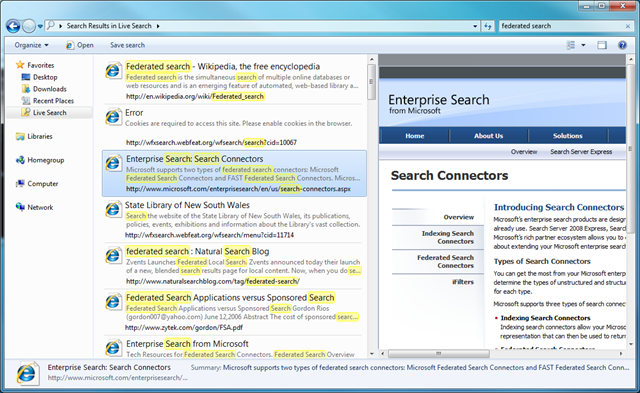 Search Results in Live Search
federated search
Organize
Open
Save search
Favorites
Desktop
Downloads
Recent Places
Live Search
Libraries
Homegroup
Computer
Network
Federated search - Wikipedia, the free encyclopedia
Federated search is the simultaneous search of multiple online databases or
web resources and is an emerging feature of automated, web-based library a...
http://en.wikipedia.org/wiki/Federated_search
Error
Cookies are required to access this site. Please enable cookies in the browser.
http://wfxsearch.webfeat.org/wfsearch/search?cid=10067
Enterprise Search: Search Connectors
Microsoft supports two types of federated search connectors: Microsoft
Federated Search Connectors and FAST Federated Search Connectors. Micros...
http://www.microsoft.com/enterprisesearch/en/us/search-connectors.aspx
State Library of New South Wales
Search the website of the State Library of New South Wales, its publications,
policies, events, exhibitions and information about the Library's vast collection.
http://wfxsearch.webfeat.org/wfsearch/menu?cid=11714
federated search : Natural Search Blog
Zvents Launches Federated Local Search. Zvents announced today their launch
of a new, blended search results page for local content. Now, when you do se...
http://www.naturalsearchblog.com/tag/federated-search/
Federated Search Applications versus Sponsored Search
Federated Search Applications versus Sponsored Search Gordon Rios
(gordon007@yahoo.com) June 12,2006 Abstract The cost of sponsored searc...
http://www.zytek.com/gordon/FSA.pdf
Enterprise Search from Microsoft
Tech Resources for Federated Search Connectors. Federated Search Overview
Enterprise Search
from Microsoft
Home
About Us
Solutions
Overview
Search Server Express
Search Connectors
Overview
Indexing Search
Connectors
Federated Search
Connectors
iFilters
Introducing Search Connectors
Microsoft's enterprise search products are design
already use. Search Server 2008 Express, Search
Microsoft's rich partner ecosystem allows you to c
about extending your Microsoft enterprise search
Types of Search Connectors
You can get the most from your Microsoft enterpr
determine the types of unstructured and structure
for each type.
Microsoft supports three types of search connecto
Indexing Search Connectors
Indexing search connectors allow your Microso
representation that can then be used to return
Enterprise Search: Search Connectors
http://www.microsoft.com/enterprisesearch/...
Summary: Microsoft supports two types of federated search connectors: Microsoft Federated Search Connectors and FAST Federated Search Conn...